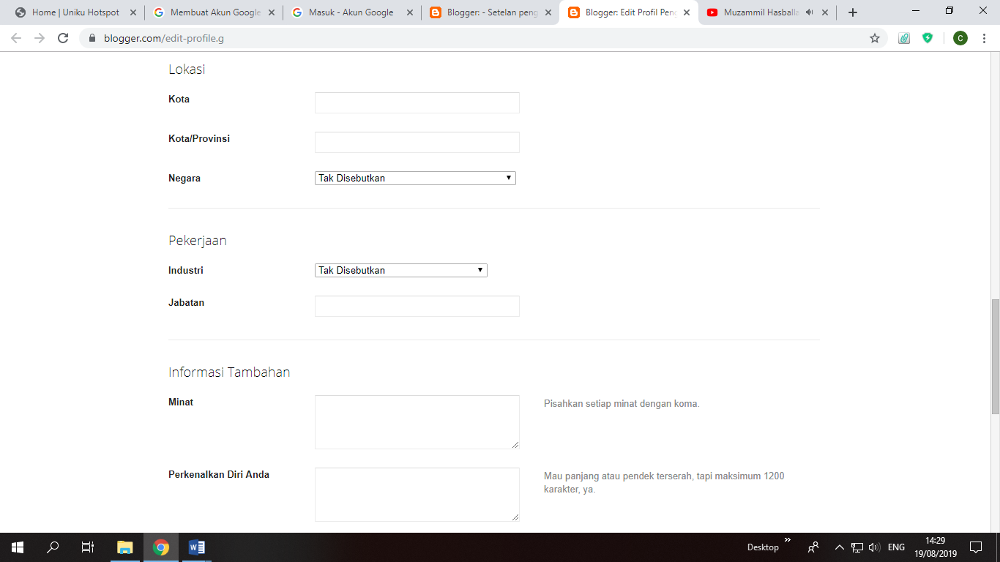 Home | Uniku Hotspot
Membuat Akun Google
Masuk - Akun Google
Blogger: - Setelan peng
Blogger: Edit Profil Peng
Muzammil Hasballa
blogger.com/edit-profile.g
C
Lokasi
Kota
Kota/Provinsi
Negara Tak Disebutkan
Pekerjaan
Industri Tak Disebutkan
Jabatan
Informasi Tambahan
Minat Pisahkan setiap minat dengan koma.
Perkenalkan Diri Anda Mau panjang atau pendek terserah, tapi maksimum 1200
karakter, ya.
Desktop
ENG
14:29
19/08/2019